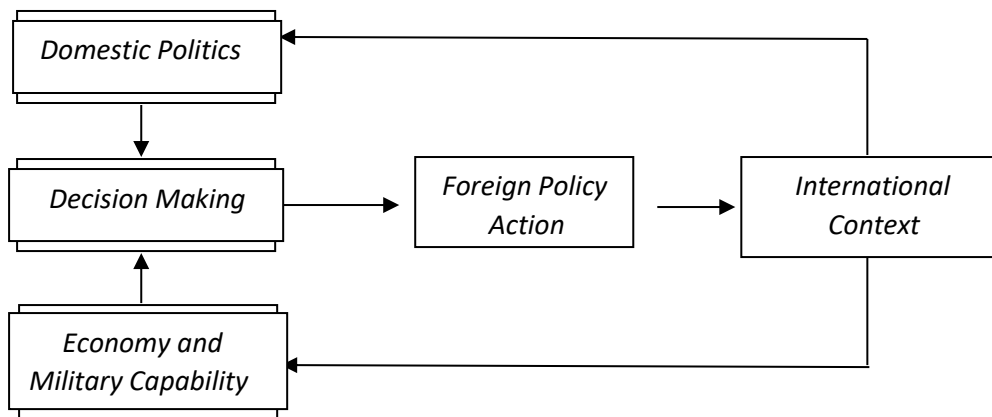 Domestic Politics
Decision Making
Foreign Policy
Action
International
Context
Economy and
Military Capability